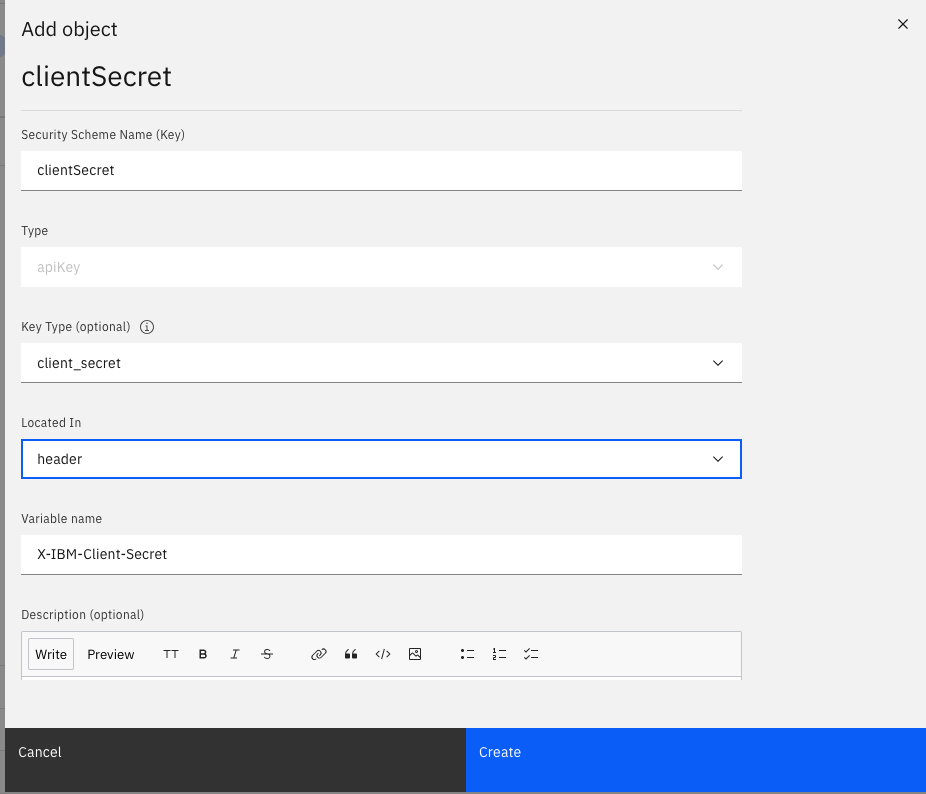 Add object
clientSecret
Security Scheme Name (Key)
clientSecret
Type
apiKey
Key Type (optional)
client_secret
Located In
header
Variable name
X-IBM-Client-Secret
Description (optional)
Write Preview TT B I S
Cancel Create